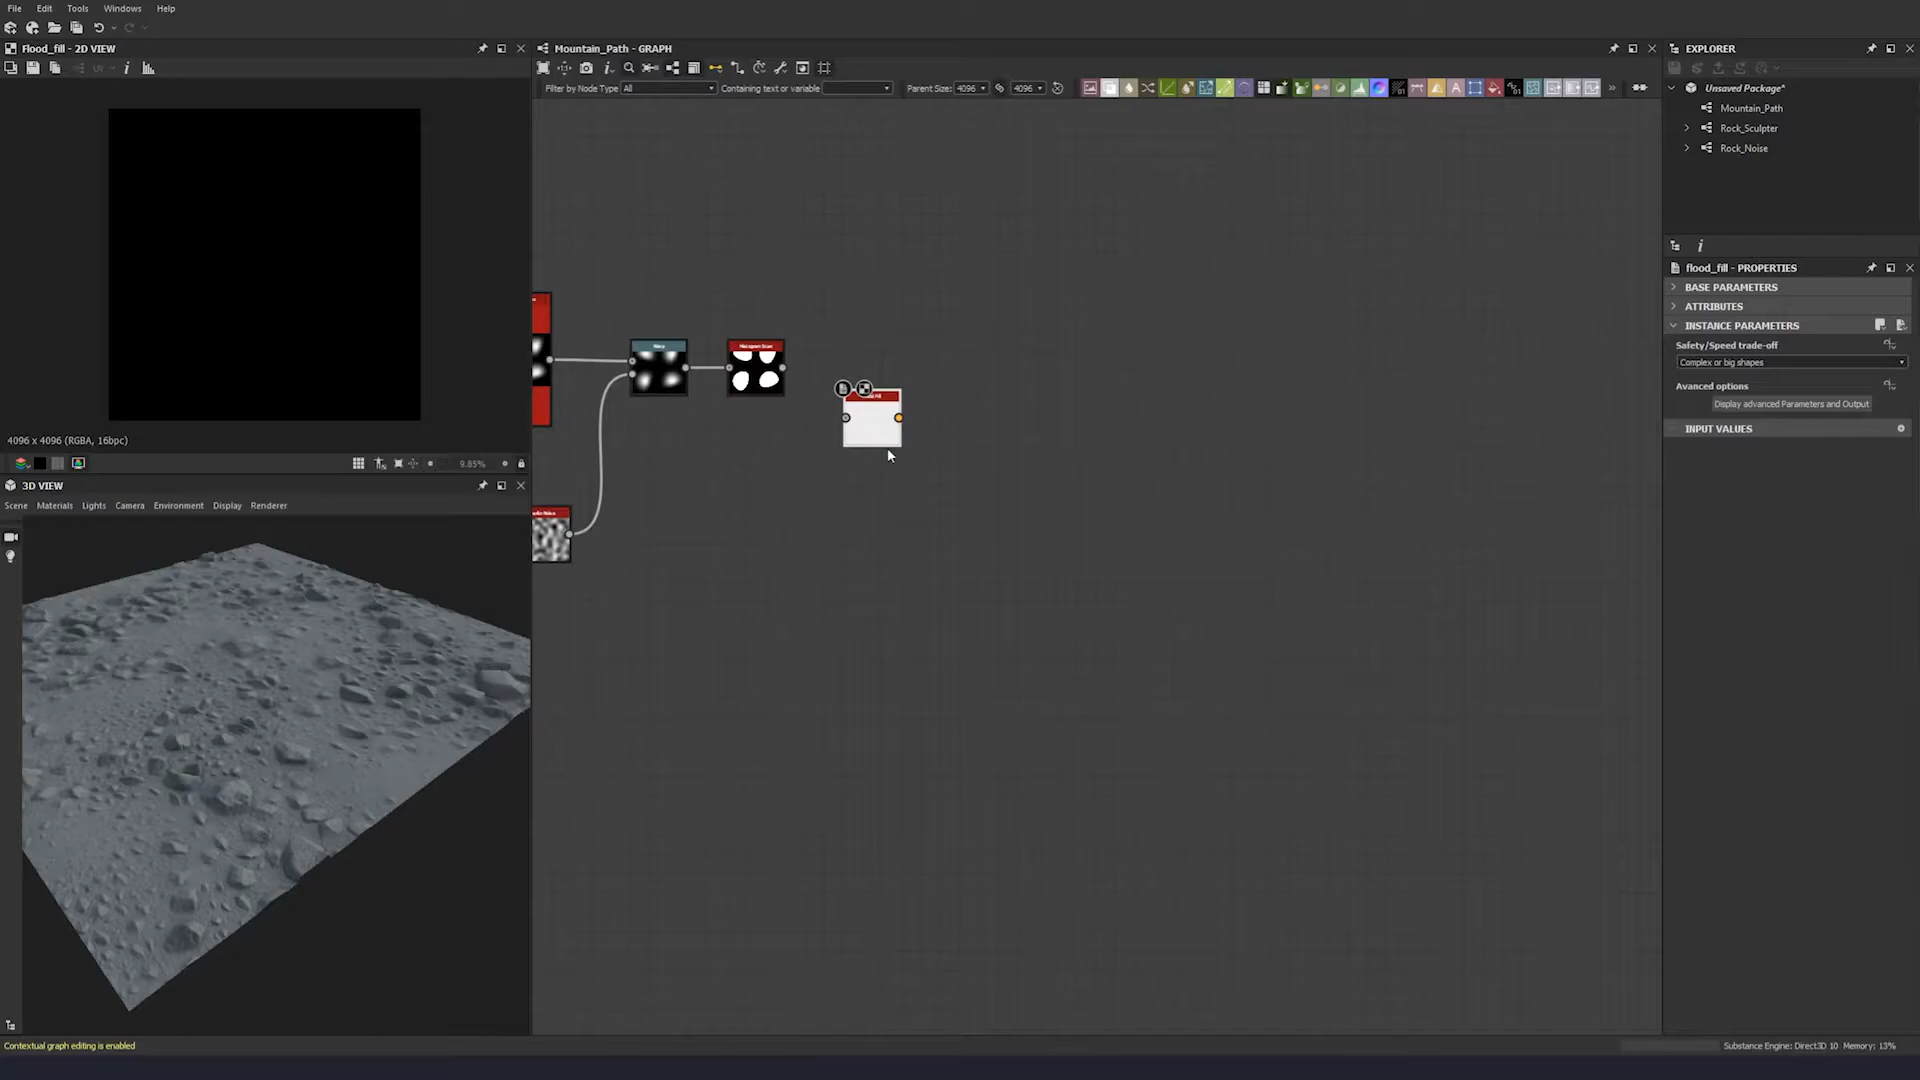 File Edit Tools Windows Help
Flood_fill - 2D VIEW
4096 x 4096 (RGBA, 16bpc)
9.85%
3D VIEW
Scene Materials Lights Camera Environment Display Renderer
Contextual graph editing is enabled
Mountain_Path - GRAPH
Filter by Node Type All Containing text or variable Parent Size: 4096 4096
Warp
Histogram Scan
EXPLORER
Unsaved Package*
Mountain_Path
Rock_Sculpter
Rock_Noise
flood_fill - PROPERTIES
BASE PARAMETERS
ATTRIBUTES
INSTANCE PARAMETERS
Safety/Speed trade-off
Complex or big shapes
Avanced options
Display advanced Parameters and Output
INPUT VALUES
Substance Engine: Direct3D 10 Memory: 13%